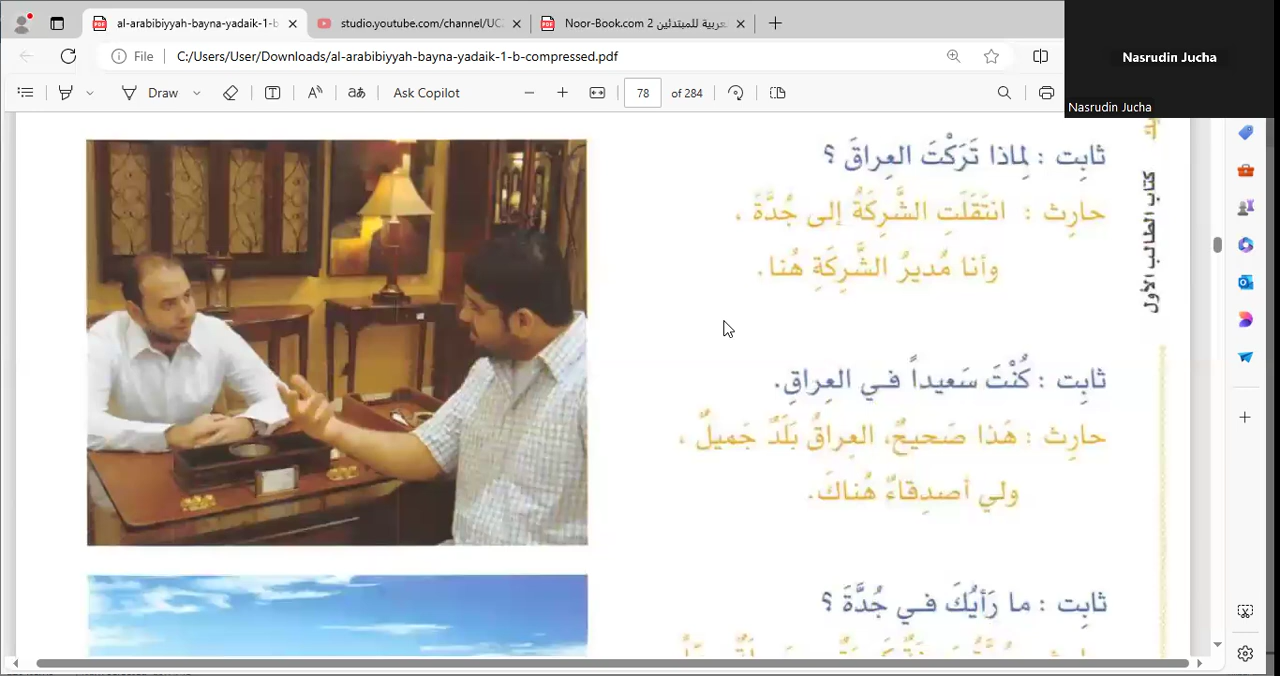 al-arabibiyyah-bayna-yadaik-1-b
studio.youtube.com/channel/UC
Noor-Book.com 2 عربية للمبتدئين
File
C:/Users/User/Downloads/al-arabibiyyah-bayna-yadaik-1-b-compressed.pdf
Nasrudin Jucha
Nasrudin Jucha
Draw
Ask Copilot
78 of 284
ثابِت : لِماذا تَرَكْتَ العِراقَ ؟
حارِث : انتَقَلَتِ الشَّرِكَةُ إلى جُدَّةَ ،
وأنا مُديرُ الشَّرِكَةِ هُنا.
ثابِت : كُنْتَ سَعيداً فـي العِراقِ.
حارِث : هَذا صَحيحٌ، العِراقُ بَلَدٌ جَميلٌ ،
ولي أصدِقاءٌ هُناكَ.
ثابِت : ما رَأيُكَ فـي جُدَّةَ ؟
كتاب الطالب الأول